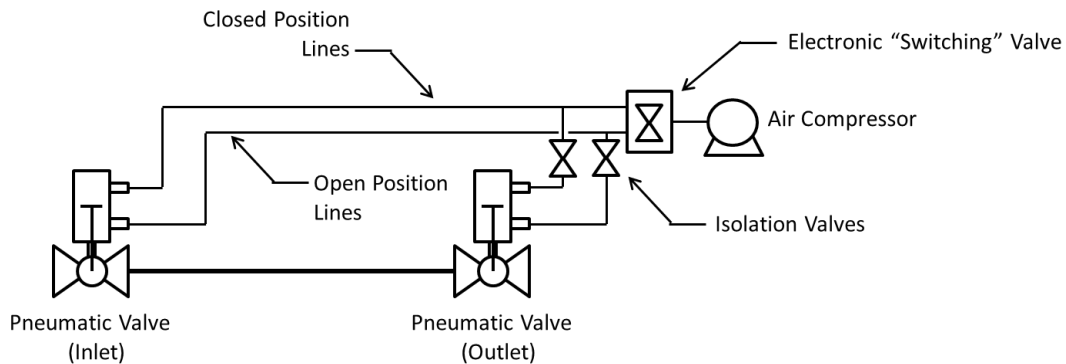 Closed Position
Lines
Electronic “Switching” Valve
Air Compressor
Open Position
Lines
Isolation Valves
Pneumatic Valve
(Inlet)
Pneumatic Valve
(Outlet)